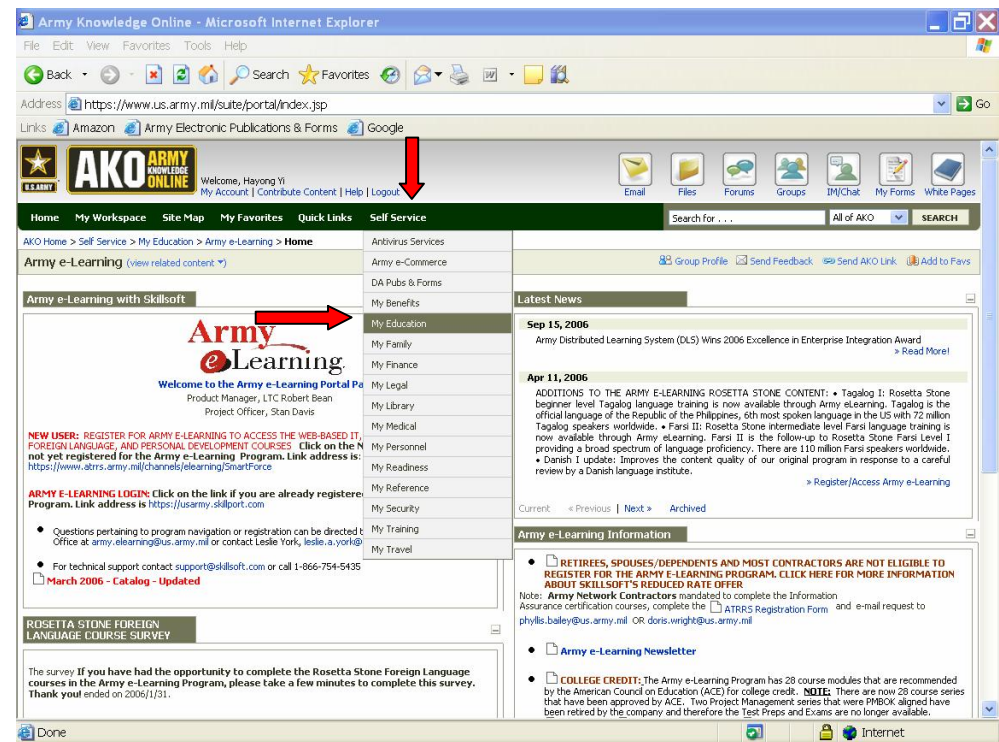 Army Knowledge Online - Microsoft Internet Explorer
File Edit View Favorites Tools Help
Back Search Favorites
Address https://www.us.army.mil/suite/portal/index.jsp Go
Links Amazon Army Electronic Publications & Forms Google
U.S.ARMY AKO ARMY KNOWLEDGE ONLINE
Welcome, Hayong Yi
My Account | Contribute Content | Help | Logout
Email Files Forums Groups IM/Chat My Forms White Pages
Home My Workspace Site Map My Favorites Quick Links Self Service Search for . . . All of AKO SEARCH
AKO Home > Self Service > My Education > Army e-Learning > Home
Army e-Learning (view related content)
Group Profile Send Feedback Send AKO Link Add to Favs
Antivirus Services
Army e-Commerce
DA Pubs & Forms
My Benefits
My Education
My Family
My Finance
My Legal
My Library
My Medical
My Personnel
My Readiness
My Reference
My Security
My Training
My Travel
Army e-Learning with Skillsoft
Army
e Learning.
Welcome to the Army e-Learning Portal Pa
Product Manager, LTC Robert Bean
Project Officer, Stan Davis
NEW USER: REGISTER FOR ARMY E-LEARNING TO ACCESS THE WEB-BASED IT,
FOREIGN LANGUAGE, AND PERSONAL DEVELOPMENT COURSES Click on the N
not yet registered for the Army e-Learning Program. Link address is:
https://www.atrrs.army.mil/channels/elearning/SmartForce
ARMY E-LEARNING LOGIN: Click on the link if you are already registere
Program. Link address is https://usarmy.skillport.com
• Questions pertaining to program navigation or registration can be directed t
Office at army.elearning@us.army.mil or contact Leslie York, leslie.a.york@
• For technical support contact support@skillsoft.com or call 1-866-754-5435
March 2006 - Catalog - Updated
ROSETTA STONE FOREIGN
LANGUAGE COURSE SURVEY
The survey If you have had the opportunity to complete the Rosetta Stone Foreign Language
courses in the Army e-Learning Program, please take a few minutes to complete this survey.
Thank you! ended on 2006/1/31.
Latest News
Sep 15, 2006
Army Distributed Learning System (DLS) Wins 2006 Excellence in Enterprise Integration Award
» Read More!
Apr 11, 2006
ADDITIONS TO THE ARMY E-LEARNING ROSETTA STONE CONTENT: • Tagalog I: Rosetta Stone
beginner level Tagalog language training is now available through Army eLearning. Tagalog is the
official language of the Republic of the Philippines, 6th most spoken language in the US with 72 million
Tagalog speakers worldwide. • Farsi II: Rosetta Stone intermediate level Farsi language training is
now available through Army eLearning. Farsi II is the follow-up to Rosetta Stone Farsi Level I
providing a broad spectrum of language proficiency. There are 110 million Farsi speakers worldwide.
• Danish I update: Improves the content quality of our original program in response to a careful
review by a Danish language institute.
» Register/Access Army e-Learning
Current « Previous | Next » Archived
Army e-Learning Information
• RETIREES, SPOUSES/DEPENDENTS AND MOST CONTRACTORS ARE NOT ELIGIBLE TO
REGISTER FOR THE ARMY E-LEARNING PROGRAM. CLICK HERE FOR MORE INFORMATION
ABOUT SKILLSOFT'S REDUCED RATE OFFER
Note: Army Network Contractors mandated to complete the Information
Assurance certification courses, complete the ATRRS Registration Form and e-mail request to
phyllis.bailey@us.army.mil OR doris.wright@us.army.mil
• Army e-Learning Newsletter
• COLLEGE CREDIT: The Army e-Learning Program has 28 course modules that are recommended
by the American Council on Education (ACE) for college credit. NOTE: There are now 28 course series
that have been approved by ACE. Two Project Management series that were PMBOK aligned have
been retired by the company and therefore the Test Preps and Exams are no longer available.
Done Internet